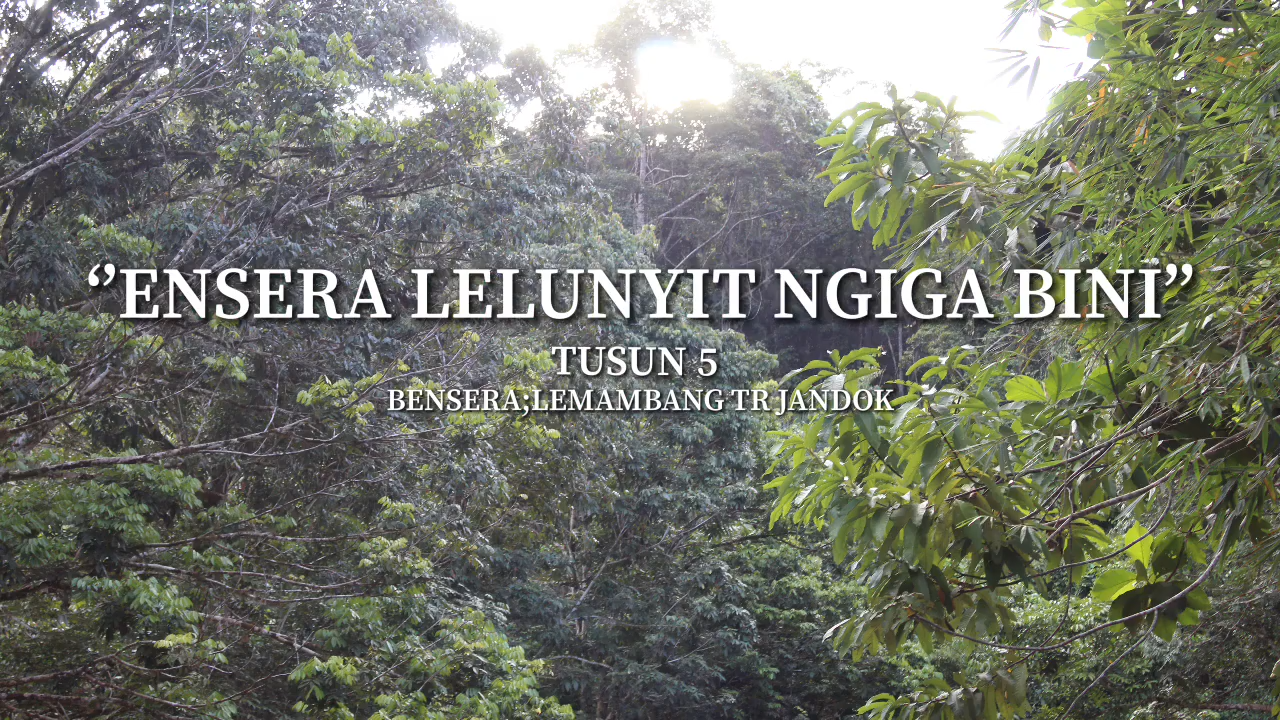 ‘’ENSERA LELUNYIT NGIGA BINI’’
TUSUN 5
BENSERA;LEMAMBANG TR JANDOK